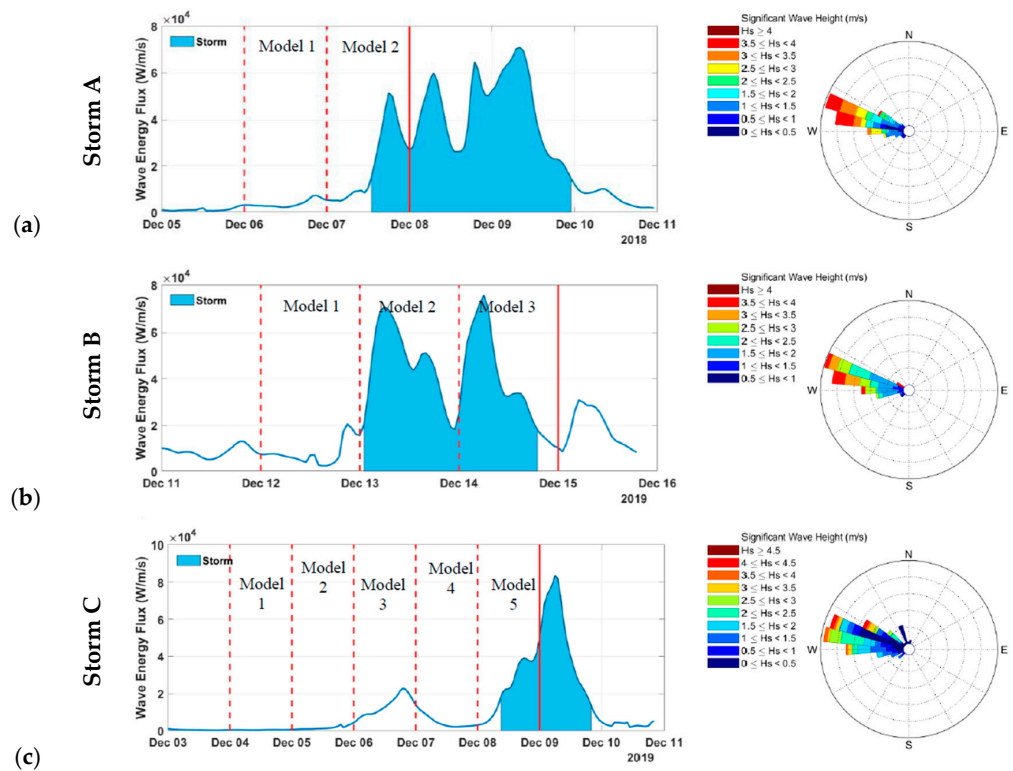 Storm A
(a)
×10⁴
Wave Energy Flux (W/m/s)
8
6
4
2
0
Storm
Model 1
Model 2
Dec 05
Dec 06
Dec 07
Dec 08
Dec 09
Dec 10
Dec 11
2018
Significant Wave Height (m/s)
Hs ≥ 4
3.5 ≤ Hs < 4
3 ≤ Hs < 3.5
2.5 ≤ Hs < 3
2 ≤ Hs < 2.5
1.5 ≤ Hs < 2
1 ≤ Hs < 1.5
0.5 ≤ Hs < 1
0 ≤ Hs < 0.5
N
W
E
S
Storm B
(b)
×10⁴
Wave Energy Flux (W/m/s)
8
6
4
2
0
Storm
Model 1
Model 2
Model 3
Dec 11
Dec 12
Dec 13
Dec 14
Dec 15
Dec 16
2019
Significant Wave Height (m/s)
Hs ≥ 4
3.5 ≤ Hs < 4
3 ≤ Hs < 3.5
2.5 ≤ Hs < 3
2 ≤ Hs < 2.5
1.5 ≤ Hs < 2
1 ≤ Hs < 1.5
0.5 ≤ Hs < 1
N
W
E
S
Storm C
(c)
×10⁴
Wave Energy Flux (W/m/s)
10
8
6
4
2
0
Storm
Model
1
Model
2
Model
3
Model
4
Model
5
Dec 03
Dec 04
Dec 05
Dec 06
Dec 07
Dec 08
Dec 09
Dec 10
Dec 11
2019
Significant Wave Height (m/s)
Hs ≥ 4.5
4 ≤ Hs < 4.5
3.5 ≤ Hs < 4
3 ≤ Hs < 3.5
2.5 ≤ Hs < 3
2 ≤ Hs < 2.5
1.5 ≤ Hs < 2
1 ≤ Hs < 1.5
0.5 ≤ Hs < 1
0 ≤ Hs < 0.5
N
W
E
S